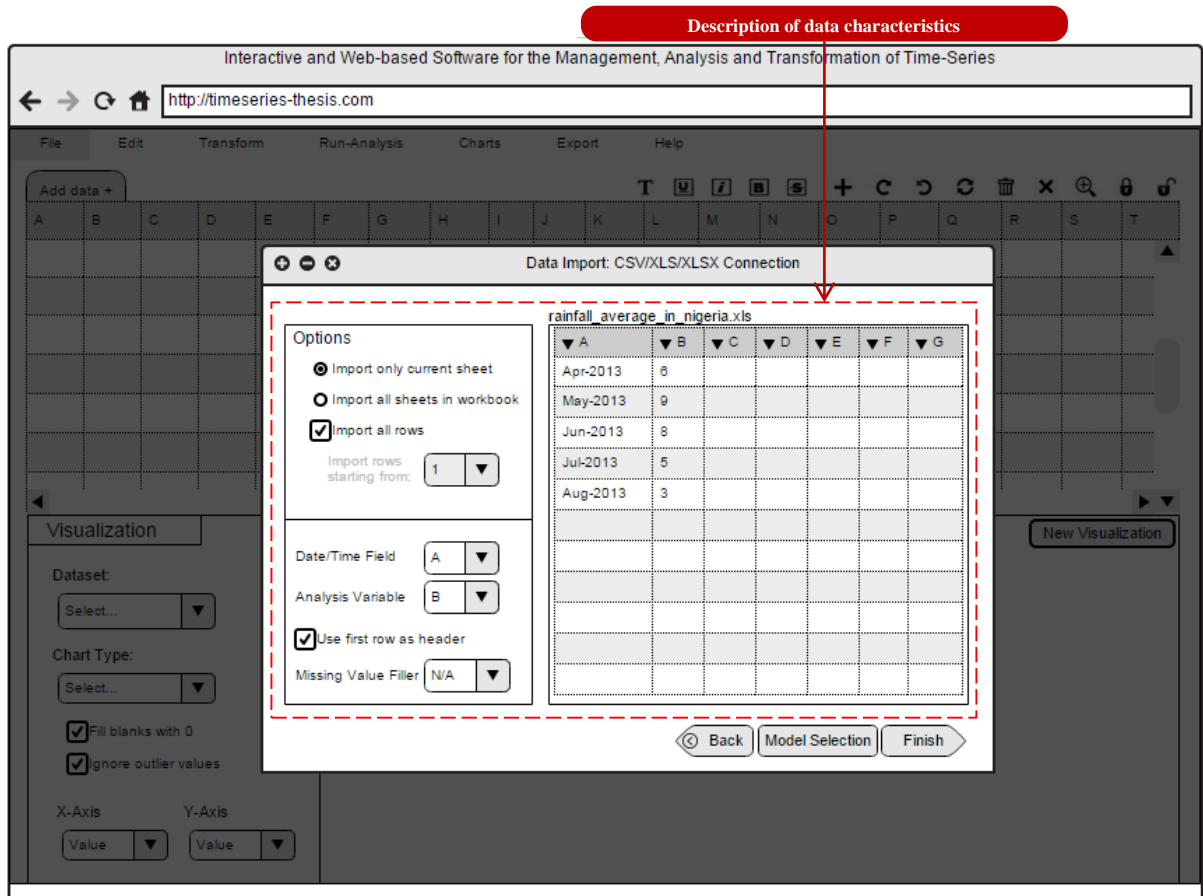 Description of data characteristics
Interactive and Web-based Software for the Management, Analysis and Transformation of Time-Series
http://timeseries-thesis.com
File Edit Transform Run-Analysis Charts Export Help
Add data +
T U I B S
A B C D E F G H I J K L M N O P Q R S T
Data Import: CSV/XLS/XLSX Connection
rainfall_average_in_nigeria.xls
Options
Import only current sheet
Import all sheets in workbook
Import all rows
Import rows
starting from: 1
Date/Time Field A
Analysis Variable B
Use first row as header
Missing Value Filler N/A
A B C D E F G
Apr-2013 6
May-2013 9
Jun-2013 8
Jul-2013 5
Aug-2013 3
Back Model Selection Finish
Visualization
New Visualization
Dataset:
Select...
Chart Type:
Select...
Fill blanks with 0
Ignore outlier values
X-Axis Y-Axis
Value Value